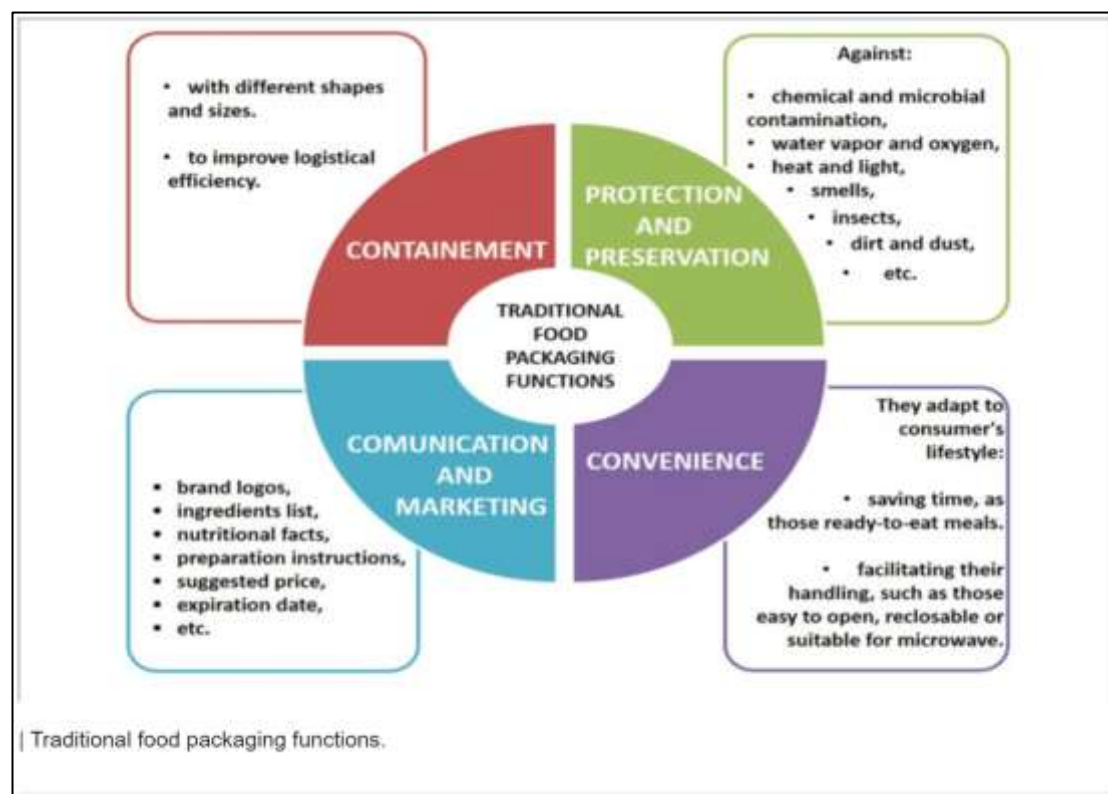 • with different shapes
and sizes.
• to improve logistical
efficiency.
CONTAINEMENT
Against:
• chemical and microbial
contamination,
• water vapor and oxygen,
• heat and light,
• smells,
• insects,
• dirt and dust,
• etc.
PROTECTION
AND
PRESERVATION
TRADITIONAL
FOOD
PACKAGING
FUNCTIONS
COMUNICATION
AND
MARKETING
▪ brand logos,
▪ ingredients list,
▪ nutritional facts,
▪ preparation instructions,
▪ suggested price,
▪ expiration date,
▪ etc.
CONVENIENCE
They adapt to
consumer's
lifestyle:
• saving time, as
those ready-to-eat meals.
• facilitating their
handling, such as those
easy to open, reclosable or
suitable for microwave.
| Traditional food packaging functions.